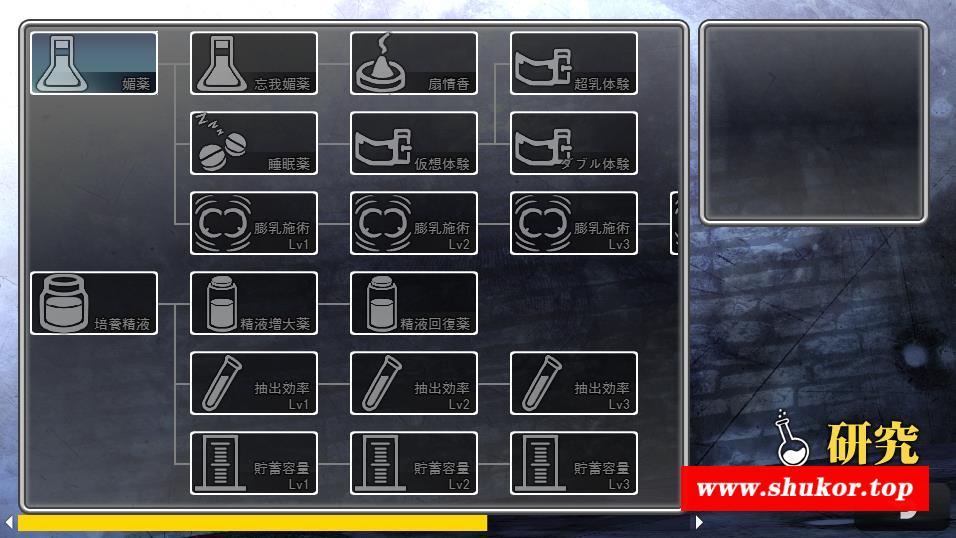 媚薬
忘我媚薬
扇情香
超乳体験
睡眠薬
仮想体験
ダブル体験
膨乳施術
Lv1
膨乳施術
Lv2
膨乳施術
Lv3
培養精液
精液増大薬
精液回復薬
抽出効率
Lv1
抽出効率
Lv2
抽出効率
Lv3
貯蓄容量
Lv1
貯蓄容量
Lv2
貯蓄容量
Lv3
研究
www.shukor.top